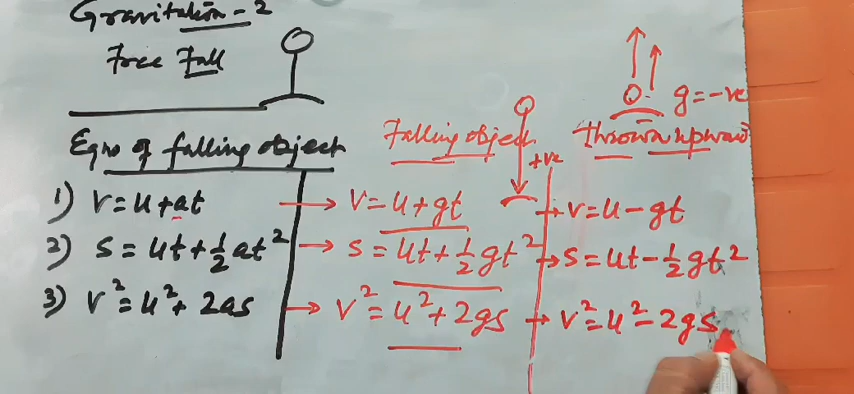 Gravitation - 2
Free Fall
g = -ve
Eqns of falling object
Falling object
thrown upward
+ve
1) v = u + at → v = u + gt → v = u - gt
2) s = ut + ½at² → s = ut + ½gt² → s = ut - ½gt²
3) v² = u² + 2as → v² = u² + 2gs → v² = u² - 2gs